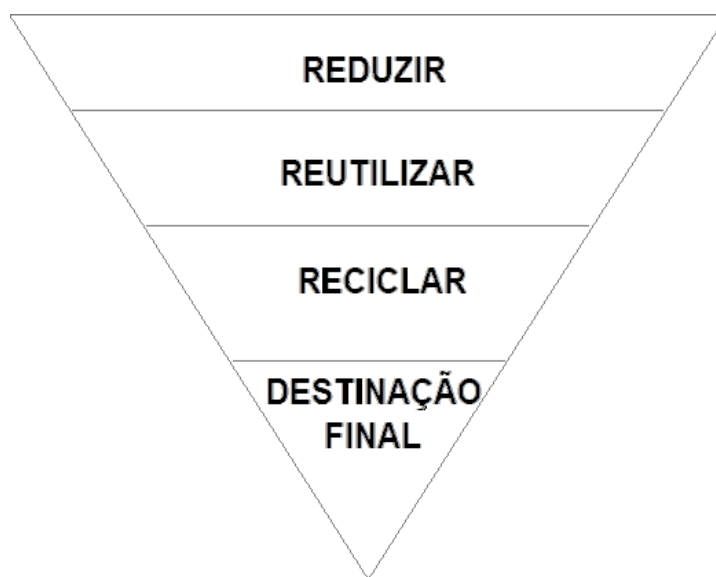 REDUZIR
REUTILIZAR
RECICLAR
DESTINAÇÃO
FINAL